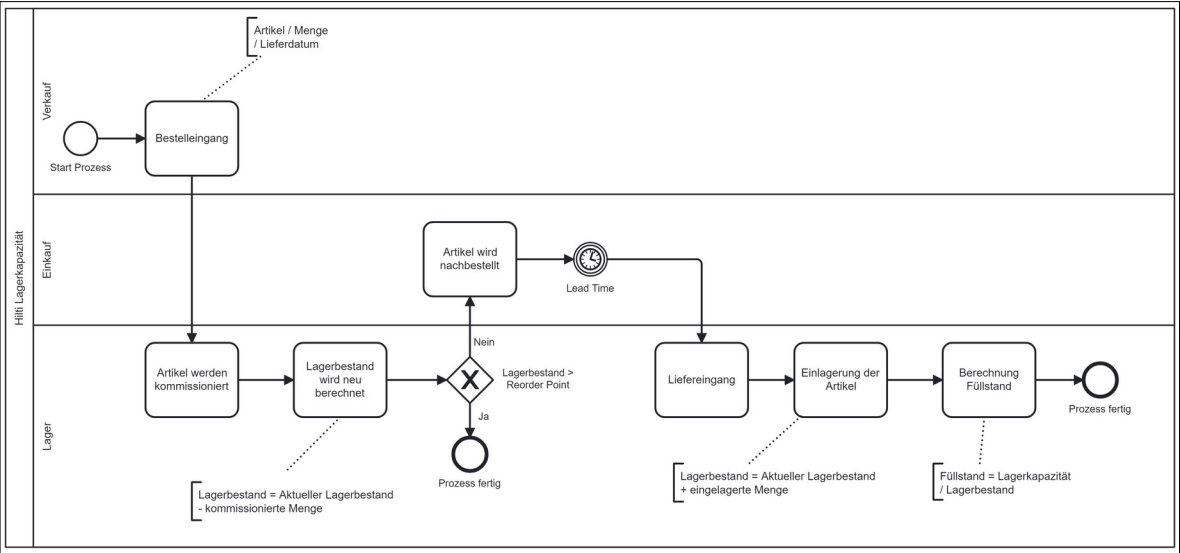 Hilti Lagerkapazität
Verkauf
Artikel / Menge
/ Lieferdatum
Bestelleingang
Start Prozess
Einkauf
Artikel wird
nachbestellt
Lead Time
Lager
Nein
Artikel werden
kommissioniert
Lagerbestand
wird neu
berechnet
Lagerbestand >
Reorder Point
Ja
Prozess fertig
Lagerbestand = Aktueller Lagerbestand
- kommissionierte Menge
Liefereingang
Einlagerung der
Artikel
Berechnung
Füllstand
Prozess fertig
Lagerbestand = Aktueller Lagerbestand
+ eingelagerte Menge
Füllstand = Lagerkapazität
/ Lagerbestand